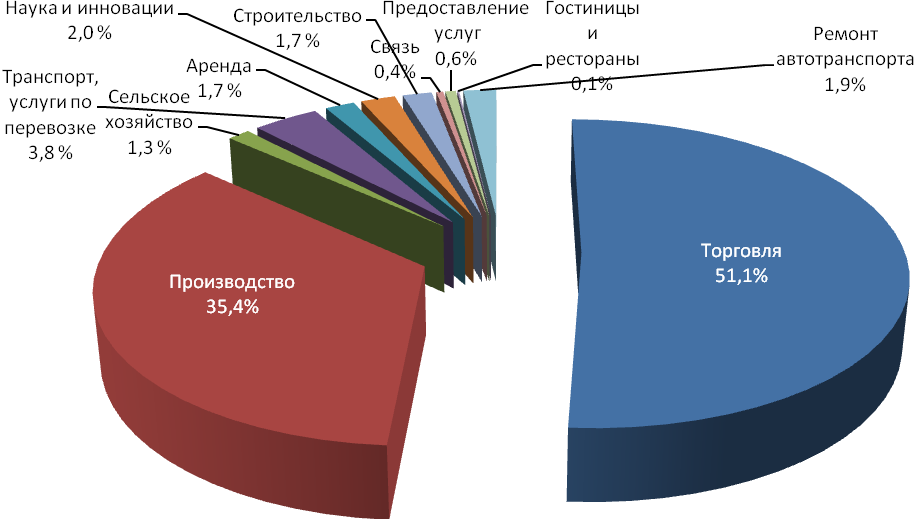 Наука и инновации
2,0 %
Строительство
1,7 %
Предоставление
услуг
0,6 %
Гостиницы
и
рестораны
0,1 %
Ремонт
автотранспорта
1,9 %
Связь
0,4 %
Аренда
1,7 %
Транспорт,
услуги по
перевозке
3,8 %
Сельское
хозяйство
1,3 %
Торговля
51,1%
Производство
35,4%